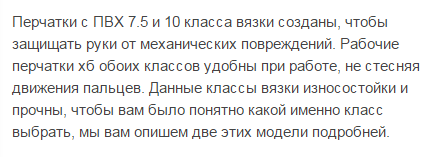 Перчатки с ПВХ 7.5 и 10 класса вязки созданы, чтобы
защищать руки от механических повреждений. Рабочие
перчатки хб обоих классов удобны при работе, не стесняя
движения пальцев. Данные классы вязки износостойки и
прочны, чтобы вам было понятно какой именно класс
выбрать, мы вам опишем две этих модели подробней.